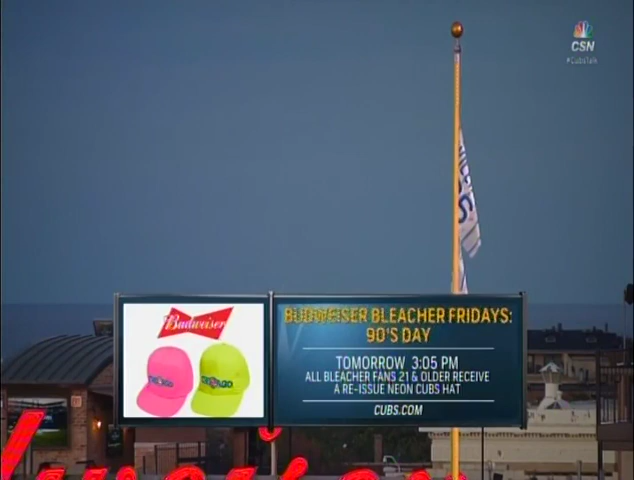 CSN
#CubsTalk
BUDWEISER BLEACHER FRIDAYS:
90'S DAY
Budweiser
TOMORROW 3:05 PM
ALL BLEACHER FANS 21 & OLDER RECEIVE
A RE-ISSUE NEON CUBS HAT
CUBS.COM
CHICAGO